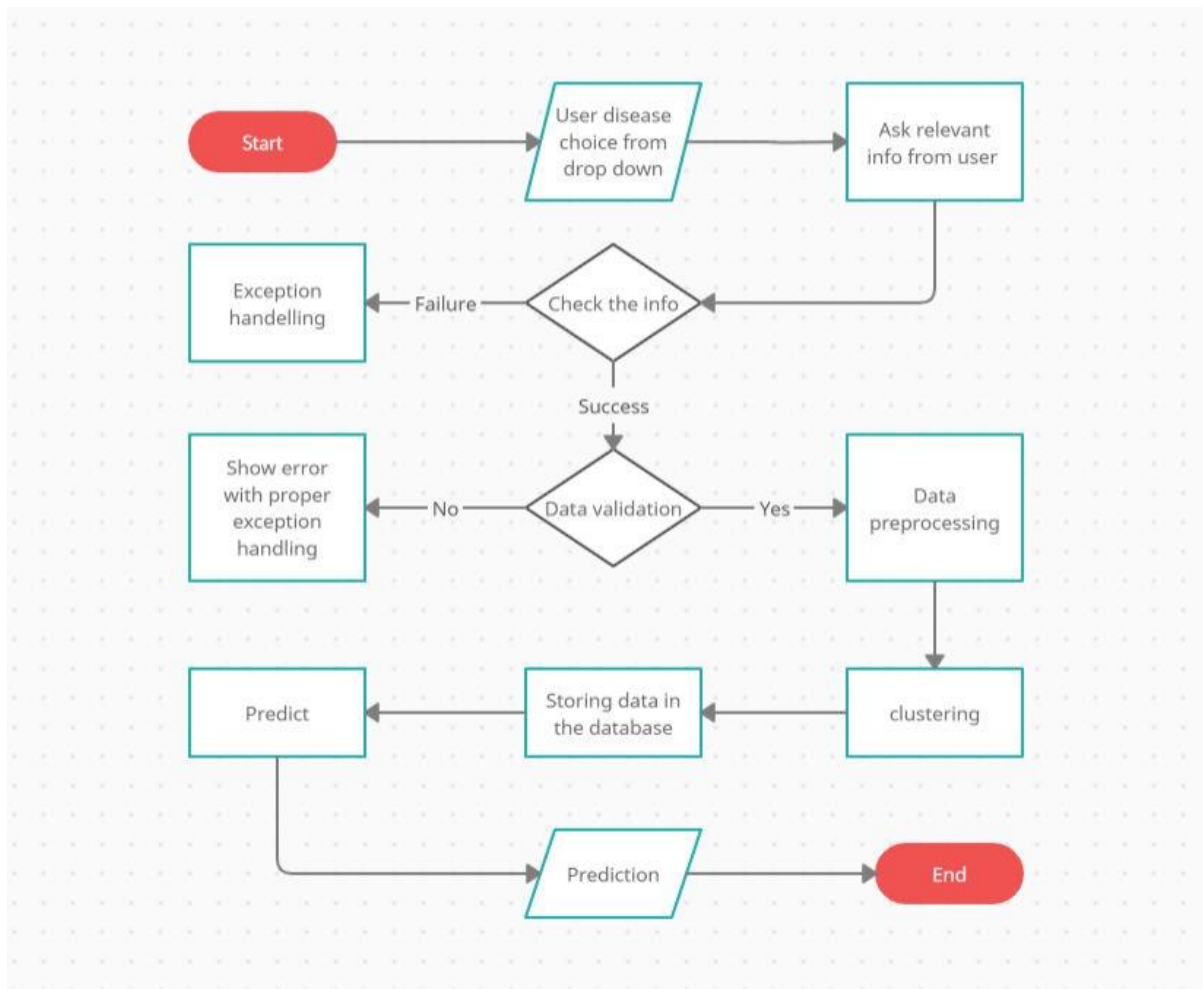 Start
User disease
choice from
drop down
Ask relevant
info from user
Exception
handelling
Failure
Check the info
Success
Show error
with proper
exception
handling
No
Data validation
Yes
Data
preprocessing
Predict
Storing data in
the database
clustering
Prediction
End